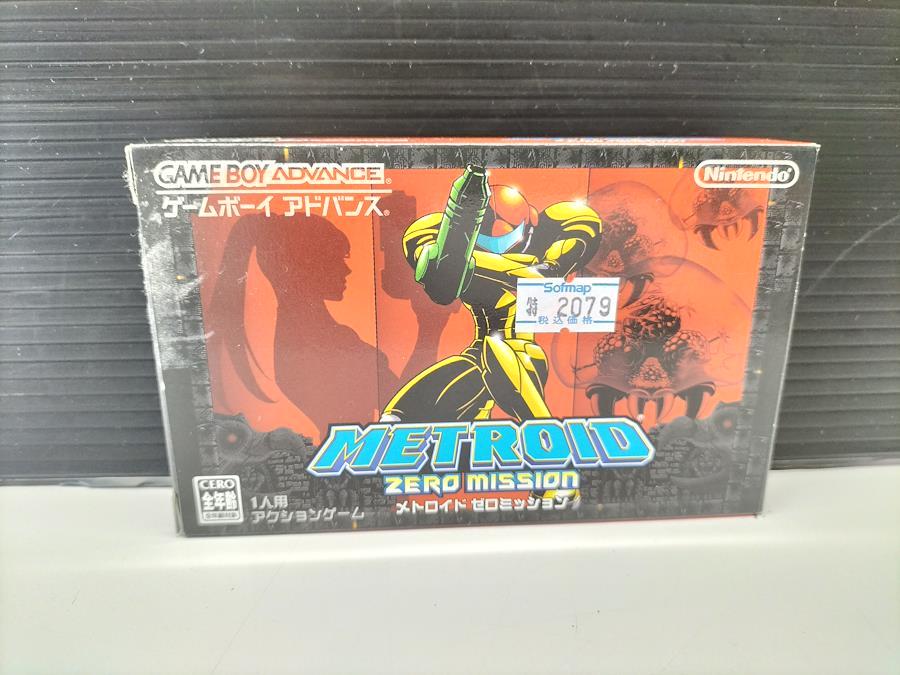 GAME BOY ADVANCE
ゲームボーイ アドバンス
Nintendo
Sofmap
特 2079
税込価格
METROID
ZERO MISSION
メトロイド ゼロミッション
CERO
全年齢
1人用
アクションゲーム